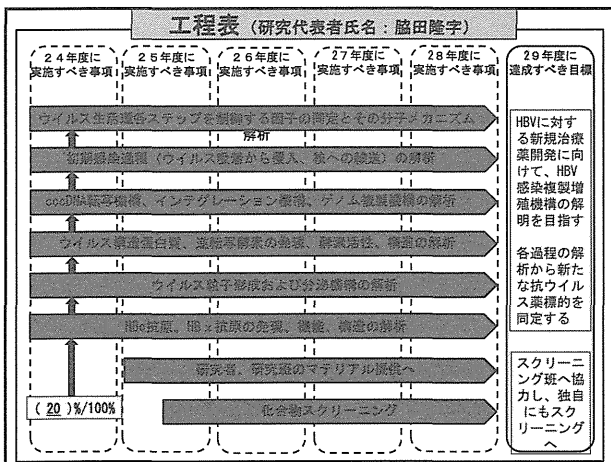 工程表 (研究代表者氏名：脇田隆字)
24年度に
実施すべき事項
25年度に
実施すべき事項
26年度に
実施すべき事項
27年度に
実施すべき事項
28年度に
実施すべき事項
29年度に
達成すべき目標
ウイルス生活環各ステップを制御する因子の同定とその分子メカニズム
解析
初期感染過程（ウイルス吸着から侵入、核への輸送）の解析
cccDNA転写機構、インテグレーション機構、ゲノム複製機構の解析
ウイルス構造蛋白質、逆転写酵素の発現、酵素活性、構造の解析
ウイルス粒子形成および分泌機構の解析
HBc抗原、HBx抗原の発現、機能、構造の解析
研究者、研究班のマテリアル提供へ
化合物スクリーニング
(20)%/100%
HBVに対す
る新規治療
薬開発に向
けて、HBV
感染複製増
殖機構の解
明を目指す
各過程の解
析から新た
な抗ウイル
ス薬標的を
同定する
スクリーニ
ング班へ協
力し、独自
にもスク
リーニング
へ